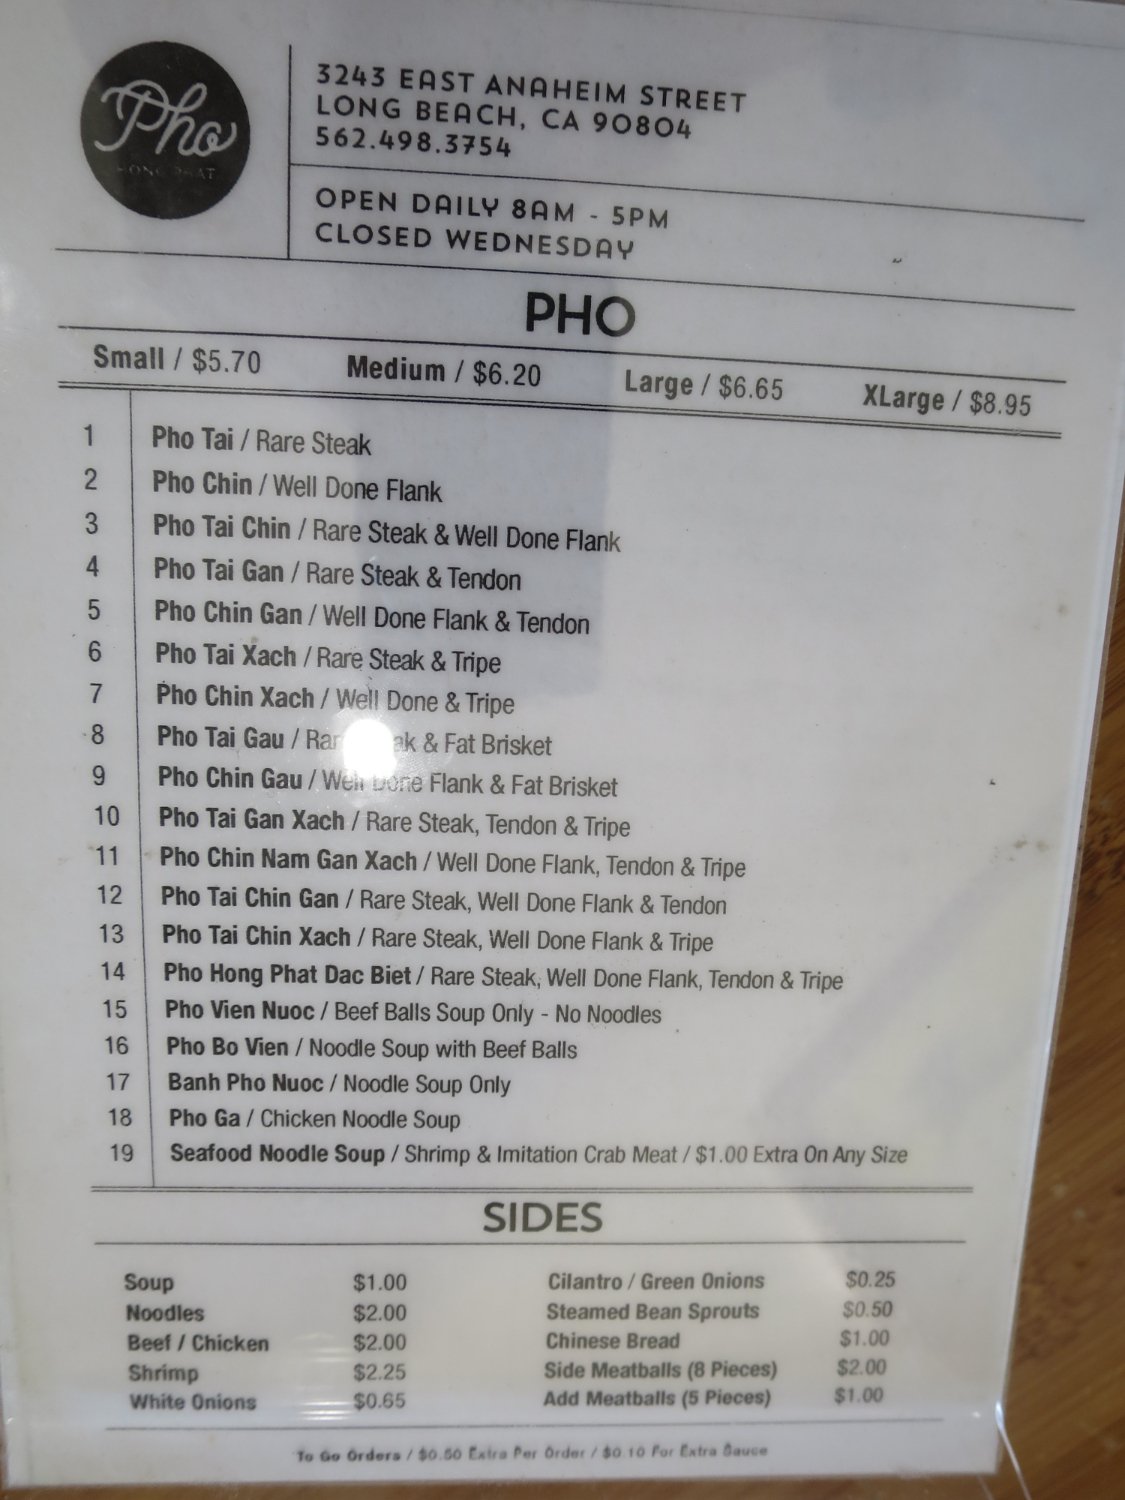 Pho
HONG PHAT
3243 EAST ANAHEIM STREET
LONG BEACH, CA 90804
562.498.3754
OPEN DAILY 8AM - 5PM
CLOSED WEDNESDAY
PHO
Small / $5.70 Medium / $6.20 Large / $6.65 XLarge / $8.95
1 Pho Tai / Rare Steak
2 Pho Chin / Well Done Flank
3 Pho Tai Chin / Rare Steak & Well Done Flank
4 Pho Tai Gan / Rare Steak & Tendon
5 Pho Chin Gan / Well Done Flank & Tendon
6 Pho Tai Xach / Rare Steak & Tripe
7 Pho Chin Xach / Well Done & Tripe
8 Pho Tai Gau / & Fat Brisket
9 Pho Chin Gau / Well Done Flank & Fat Brisket
10 Pho Tai Gan Xach / Rare Steak, Tendon & Tripe
11 Pho Chin Nam Gan Xach / Well Done Flank, Tendon & Tripe
12 Pho Tai Chin Gan / Rare Steak, Well Done Flank & Tendon
13 Pho Tai Chin Xach / Rare Steak, Well Done Flank & Tripe
14 Pho Hong Phat Dac Biet / Rare Steak, Well Done Flank, Tendon & Tripe
15 Pho Vien Nuoc / Beef Balls Soup Only - No Noodles
16 Pho Bo Vien / Noodle Soup with Beef Balls
17 Banh Pho Nuoc / Noodle Soup Only
18 Pho Ga / Chicken Noodle Soup
19 Seafood Noodle Soup / Shrimp & Imitation Crab Meat / $1.00 Extra On Any Size
SIDES
Soup $1.00
Noodles $2.00
Beef / Chicken $2.00
Shrimp $2.25
White Onions $0.65
Cilantro / Green Onions $0.25
Steamed Bean Sprouts $0.50
Chinese Bread $1.00
Side Meatballs (8 Pieces) $2.00
Add Meatballs (5 Pieces) $1.00
To Go Orders / $0.50 Extra Per Order / $0.10 For Extra Sauce